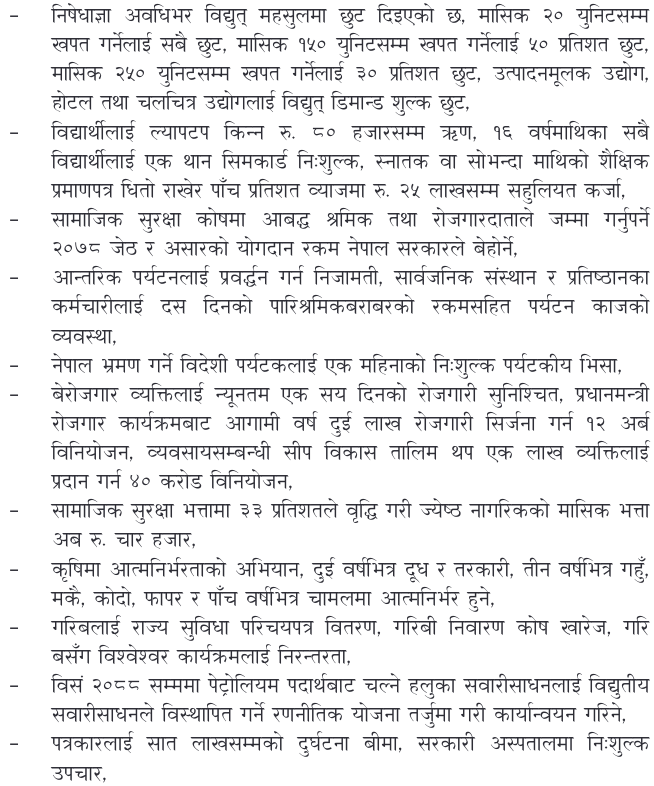 – निषेधाज्ञा अवधिभर विद्युत् महसुलमा छुट दिइएको छ, मासिक २० युनिटसम्म
खपत गर्नेलाई सबै छुट, मासिक १५० युनिटसम्म खपत गर्नेलाई ५० प्रतिशत छुट,
मासिक २५० युनिटसम्म खपत गर्नेलाई ३० प्रतिशत छुट, उत्पादनमूलक उद्योग,
होटल तथा चलचित्र उद्योगलाई विद्युत् डिमान्ड शुल्क छुट,
– विद्यार्थीलाई ल्यापटप किन्न रु. ८० हजारसम्म ऋण, १६ वर्षमाथिका सबै
विद्यार्थीलाई एक थान सिमकार्ड निःशुल्क, स्नातक वा सोभन्दा माथिको शैक्षिक
प्रमाणपत्र धितो राखेर पाँच प्रतिशत व्याजमा रु. २५ लाखसम्म सहुलियत कर्जा,
– सामाजिक सुरक्षा कोषमा आबद्ध श्रमिक तथा रोजगारदाताले जम्मा गर्नुपर्ने
२०७८ जेठ र असारको योगदान रकम नेपाल सरकारले बेहोर्ने,
– आन्तरिक पर्यटनलाई प्रवर्द्धन गर्न निजामती, सार्वजनिक संस्थान र प्रतिष्ठानका
कर्मचारीलाई दस दिनको पारिश्रमिकबराबरको रकमसहित पर्यटन काजको
व्यवस्था,
– नेपाल भ्रमण गर्ने विदेशी पर्यटकलाई एक महिनाको निःशुल्क पर्यटकीय भिसा,
– बेरोजगार व्यक्तिलाई न्यूनतम एक सय दिनको रोजगारी सुनिश्चित, प्रधानमन्त्री
रोजगार कार्यक्रमबाट आगामी वर्ष दुई लाख रोजगारी सिर्जना गर्न १२ अर्ब
विनियोजन, व्यवसायसम्बन्धी सीप विकास तालिम थप एक लाख व्यक्तिलाई
प्रदान गर्न ४० करोड विनियोजन,
– सामाजिक सुरक्षा भत्तामा ३३ प्रतिशतले वृद्धि गरी ज्येष्ठ नागरिकको मासिक भत्ता
अब रु. चार हजार,
– कृषिमा आत्मनिर्भरताको अभियान, दुई वर्षभित्र दूध र तरकारी, तीन वर्षभित्र गहुँ,
मकै, कोदो, फापर र पाँच वर्षभित्र चामलमा आत्मनिर्भर हुने,
– गरिबलाई राज्य सुविधा परिचयपत्र वितरण, गरिबी निवारण कोष खारेज, गरि
बसँग विश्वेश्वर कार्यक्रमलाई निरन्तरता,
– विसं २०८८ सम्ममा पेट्रोलियम पदार्थबाट चल्ने हलुका सवारीसाधनलाई विद्युतीय
सवारीसाधनले विस्थापित गर्ने रणनीतिक योजना तर्जुमा गरी कार्यान्वयन गरिने,
– पत्रकारलाई सात लाखसम्मको दुर्घटना बीमा, सरकारी अस्पतालमा निःशुल्क
उपचार,